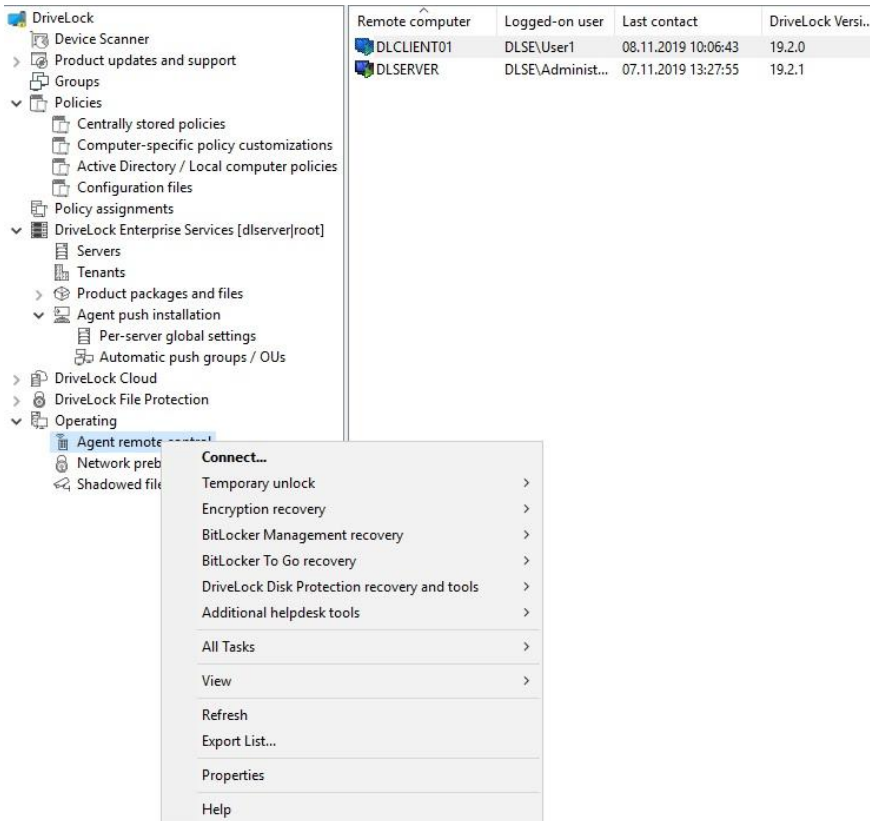 DriveLock
Device Scanner
Product updates and support
Groups
Policies
Centrally stored policies
Computer-specific policy customizations
Active Directory / Local computer policies
Configuration files
Policy assignments
DriveLock Enterprise Services [dlserver|root]
Servers
Tenants
Product packages and files
Agent push installation
Per-server global settings
Automatic push groups / OUs
DriveLock Cloud
DriveLock File Protection
Operating
Agent remote control
Network preb
Shadowed file
Remote computer Logged-on user Last contact DriveLock Versi...
DLCLIENT01 DLSE\User1 08.11.2019 10:06:43 19.2.0
DLSERVER DLSE\Administ... 07.11.2019 13:27:55 19.2.1
Connect...
Temporary unlock
Encryption recovery
BitLocker Management recovery
BitLocker To Go recovery
DriveLock Disk Protection recovery and tools
Additional helpdesk tools
All Tasks
View
Refresh
Export List...
Properties
Help